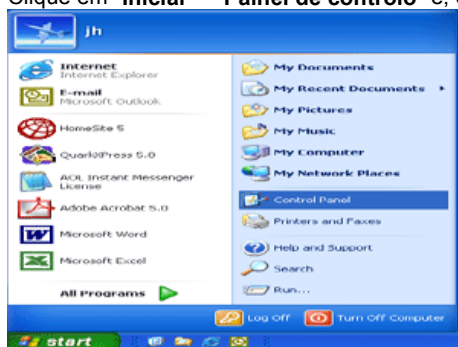 Clique em "Iniciar" "Painel de controlo" e,
jh
Internet
Internet Explorer
E-mail
Microsoft Outlook
HomeSite 5
QuarkXPress 5.0
AOL Instant Messenger
License
Adobe Acrobat 5.0
Microsoft Word
Microsoft Excel
All Programs
My Documents
My Recent Documents
My Pictures
My Music
My Computer
My Network Places
Control Panel
Printers and Faxes
Help and Support
Search
Run...
Log Off
Turn Off Computer
start